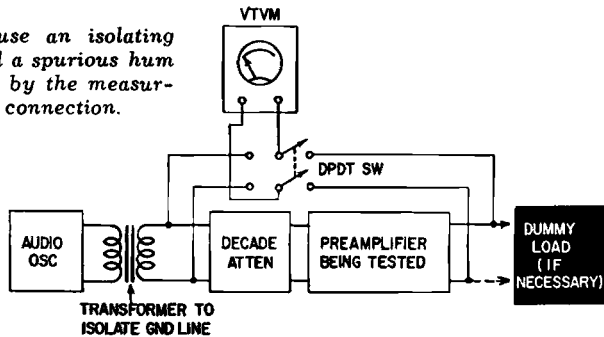 use an isolating
a spurious hum
by the measur-
connection.
VTVM
DPDT SW
AUDIO
OSC
DECADE
ATTEN
PREAMPLIFIER
BEING TESTED
DUMMY
LOAD
(IF
NECESSARY)
TRANSFORMER TO
ISOLATE GND LINE